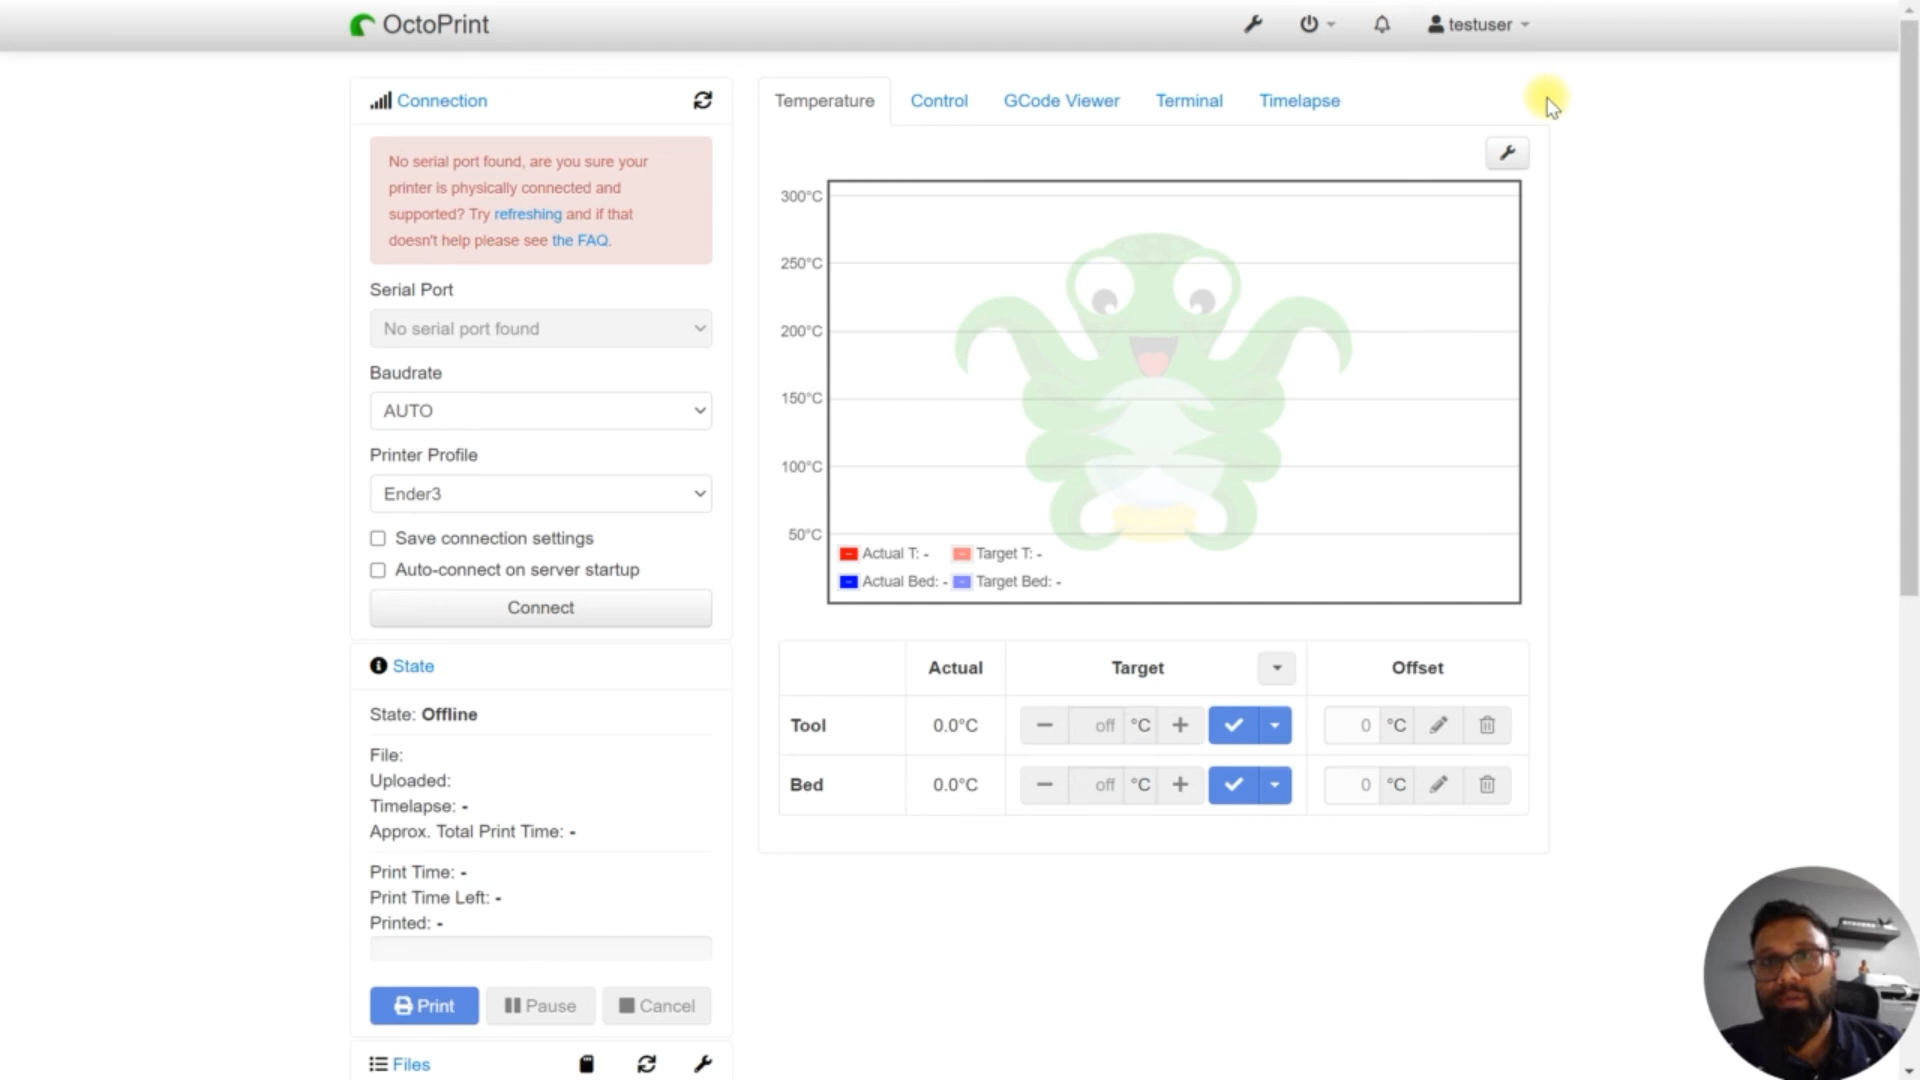 OctoPrint
testuser
Connection
No serial port found, are you sure your
printer is physically connected and
supported? Try refreshing and if that
doesn't help please see the FAQ.
Serial Port
No serial port found
Baudrate
AUTO
Printer Profile
Ender3
Save connection settings
Auto-connect on server startup
Connect
State
State: Offline
File:
Uploaded:
Timelapse: -
Approx. Total Print Time: -
Print Time: -
Print Time Left: -
Printed: -
Print Pause Cancel
Files
Temperature Control GCode Viewer Terminal Timelapse
300°C
250°C
200°C
150°C
100°C
50°C
Actual T: - Target T: -
Actual Bed: - Target Bed: -
Actual Target Offset
Tool 0.0°C off °C 0 °C
Bed 0.0°C off °C 0 °C